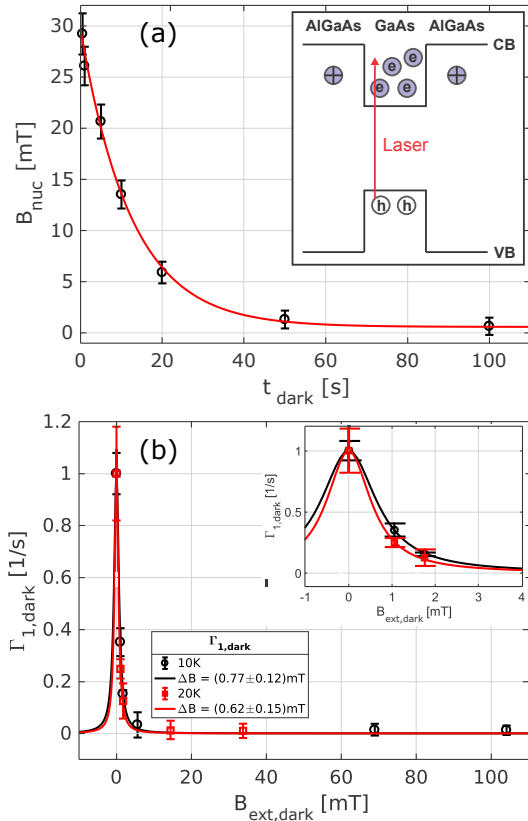 (a)
AlGaAs GaAs AlGaAs
CB
e
e
e
e
Laser
h h
VB
35
30
25
20
15
10
5
0
B_nuc [mT]
0 20 40 60 80 100
t_dark [s]
(b)
1.2
1
0.8
0.6
0.4
0.2
0
Γ_1,dark [1/s]
1
0.5
0
Γ_1,dark [1/s]
-1 0 1 2 3 4
B_ext,dark [mT]
Γ_1,dark
10K
ΔB = (0.77±0.12)mT
20K
ΔB = (0.62±0.15)mT
0 20 40 60 80 100
B_ext,dark [mT]